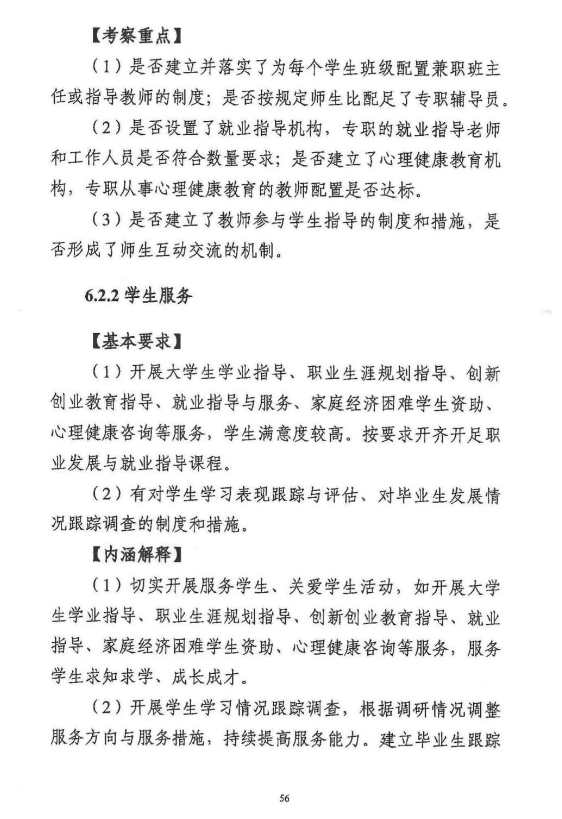 【考察重点】
（1）是否建立并落实了为每个学生班级配置兼职班主
任或指导教师的制度；是否按规定师生比配足了专职辅导员。
（2）是否设置了就业指导机构，专职的就业指导老师
和工作人员是否符合数量要求；是否建立了心理健康教育机
构，专职从事心理健康教育的教师配置是否达标。
（3）是否建立了教师参与学生指导的制度和措施，是
否形成了师生互动交流的机制。
6.2.2 学生服务
【基本要求】
（1）开展大学生学业指导、职业生涯规划指导、创新
创业教育指导、就业指导与服务、家庭经济困难学生资助、
心理健康咨询等服务，学生满意度较高。按要求开齐开足职
业发展与就业指导课程。
（2）有对学生学习表现跟踪与评估、对毕业生发展情
况跟踪调查的制度和措施。
【内涵解释】
（1）切实开展服务学生、关爱学生活动，如开展大学
生学业指导、职业生涯规划指导、创新创业教育指导、就业
指导、家庭经济困难学生资助、心理健康咨询等服务，服务
学生求知求学、成长成才。
（2）开展学生学习情况跟踪调查，根据调研情况调整
服务方向与服务措施，持续提高服务能力。建立毕业生跟踪
56